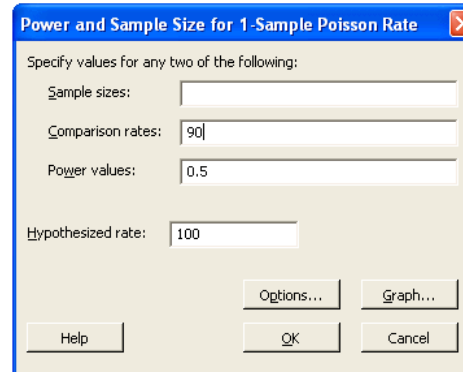 Power and Sample Size for 1-Sample Poisson Rate
Specify values for any two of the following:
Sample sizes:
Comparison rates: 90
Power values: 0.5
Hypothesized rate: 100
Options... Graph...
Help OK Cancel